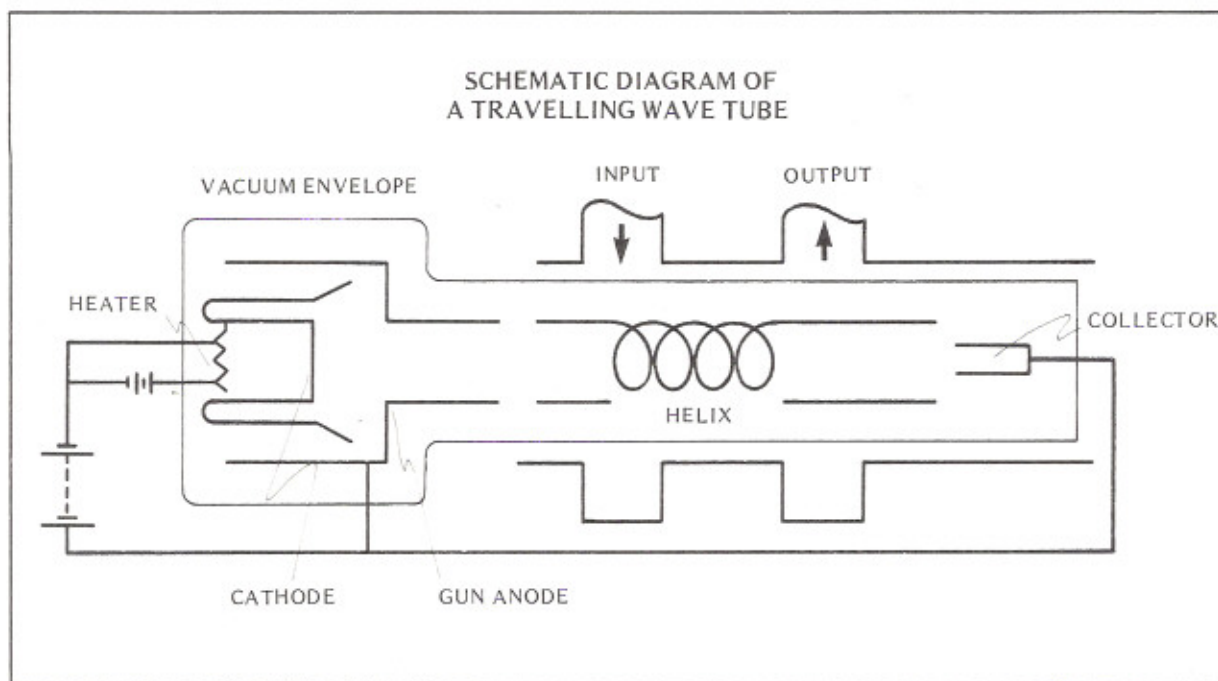 SCHEMATIC DIAGRAM OF
A TRAVELLING WAVE TUBE
INPUT
OUTPUT
VACUUM ENVELOPE
HEATER
COLLECTOR
HELIX
CATHODE
GUN ANODE